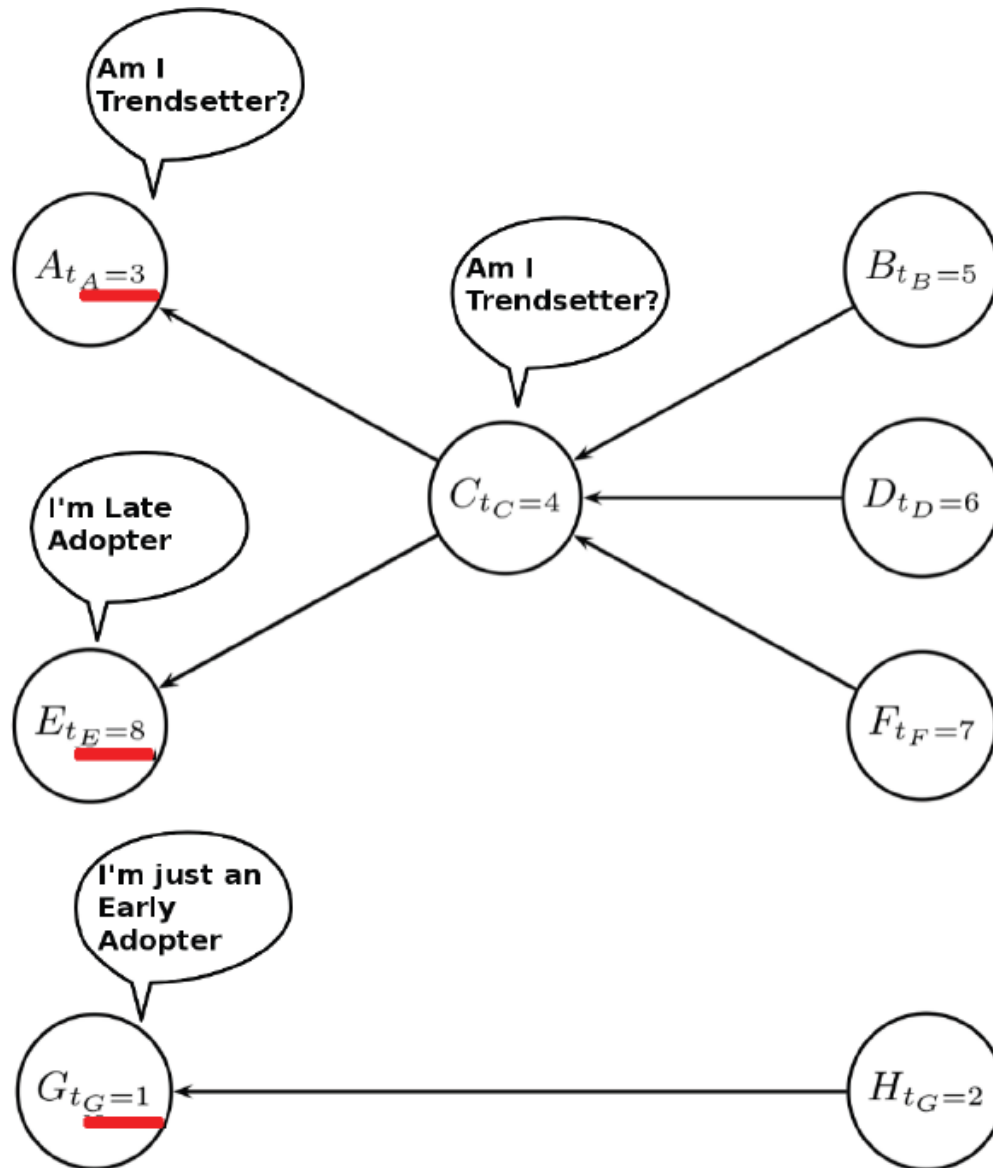 Am I
Trendsetter?
A_{t_A=3}
B_{t_B=5}
Am I
Trendsetter?
C_{t_C=4}
D_{t_D=6}
I'm Late
Adopter
E_{t_E=8}
F_{t_F=7}
I'm just an
Early
Adopter
G_{t_G=1}
H_{t_G=2}